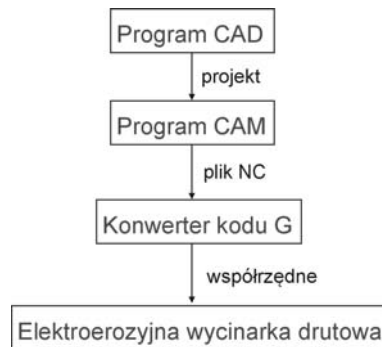 Program CAD
projekt
Program CAM
plik NC
Konwerter kodu G
współrzędne
Elektroerozyjna wycinarka drutowa